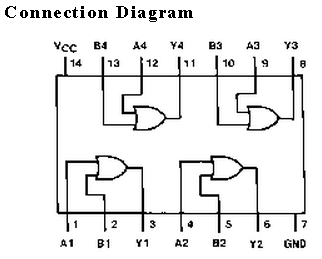 Connection Diagram
VCC B4 A4 Y4 B3 A3 Y3
14 13 12 11 10 9 8
1 2 3 4 5 6 7
A1 B1 Y1 A2 B2 Y2 GND